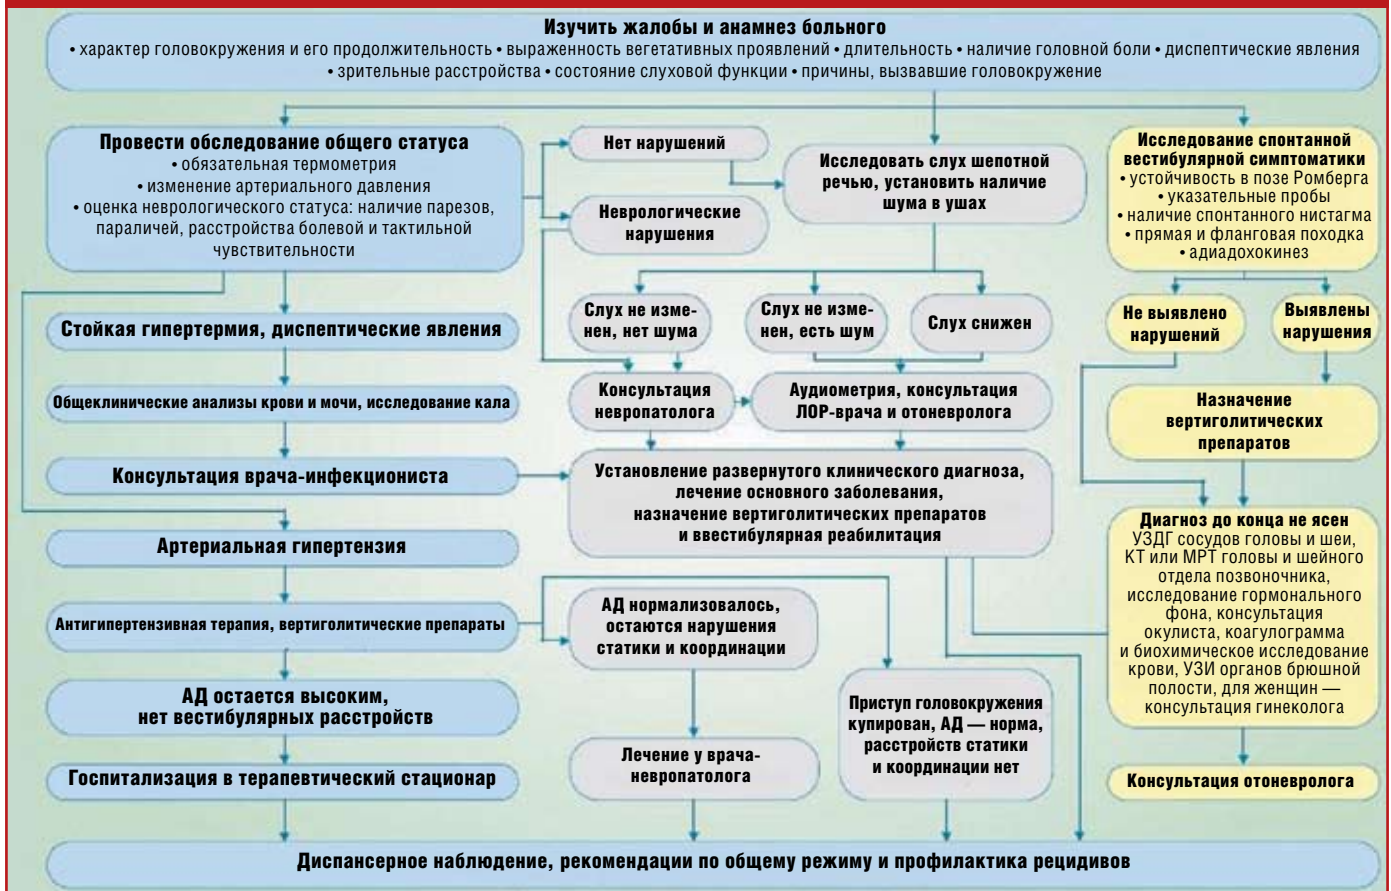 Изучить жалобы и анамнез больного
• характер головокружения и его продолжительность • выраженность вегетативных проявлений • длительность • наличие головной боли • диспептические явления
• зрительные расстройства • состояние слуховой функции • причины, вызвавшие головокружение
Провести обследование общего статуса
• обязательная термометрия
• изменение артериального давления
• оценка неврологического статуса: наличие парезов,
параличей, расстройства болевой и тактильной
чувствительности
Нет нарушений
Неврологические
нарушения
Исследовать слух шепотной
речью, установить наличие
шума в ушах
Исследование спонтанной
вестибулярной симптоматики
• устойчивость в позе Ромберга
• указательные пробы
• наличие спонтанного нистагма
• прямая и фланговая походка
• адиадохокинез
Слух не изме-
нен, нет шума
Слух не изме-
нен, есть шум
Слух снижен
Не выявлено
нарушений
Выявлены
нарушения
Стойкая гипертермия, диспептические явления
Общеклинические анализы крови и мочи, исследование кала
Консультация
невропатолога
Аудиометрия, консультация
ЛОР-врача и отоневролога
Назначение
вертиголитических
препаратов
Консультация врача-инфекциониста
Установление развернутого клинического диагноза,
лечение основного заболевания,
назначение вертиголитических препаратов
и ввестибулярная реабилитация
Артериальная гипертензия
Диагноз до конца не ясен
УЗДГ сосудов головы и шеи,
КТ или МРТ головы и шейного
отдела позвоночника,
исследование гормонального
фона, консультация
окулиста, коагулограмма
и биохимическое исследование
крови, УЗИ органов брюшной
полости, для женщин —
консультация гинеколога
Антигипертензивная терапия, вертиголитические препараты
АД нормализовалось,
остаются нарушения
статики и координации
АД остается высоким,
нет вестибулярных расстройств
Приступ головокружения
купирован, АД — норма,
расстройств статики
и координации нет
Лечение у врача-
невропатолога
Госпитализация в терапевтический стационар
Консультация отоневролога
Диспансерное наблюдение, рекомендации по общему режиму и профилактика рецидивов